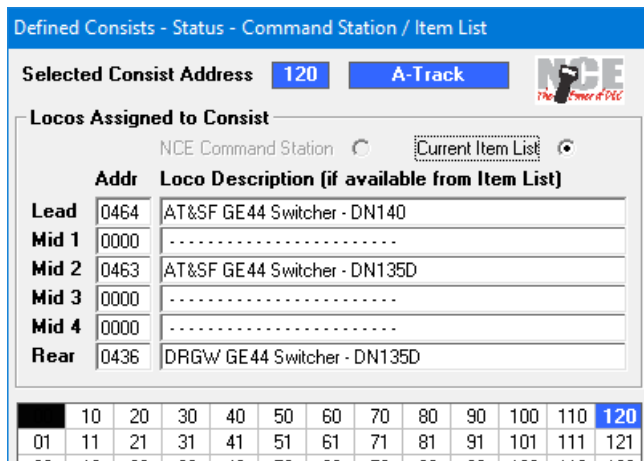 Defined Consists - Status - Command Station / Item List
Selected Consist Address 120 A-Track
NCE
The Power of DCC
Locos Assigned to Consist
NCE Command Station Current Item List
Addr Loco Description (if available from Item List)
Lead 0464 AT&SF GE44 Switcher - DN140
Mid 1 0000 - - - - - - - - - - - - - - - - - - - - - - - -
Mid 2 0463 AT&SF GE44 Switcher - DN135D
Mid 3 0000 - - - - - - - - - - - - - - - - - - - - - - - -
Mid 4 0000 - - - - - - - - - - - - - - - - - - - - - - - -
Rear 0436 DRGW GE44 Switcher - DN135D
10 20 30 40 50 60 70 80 90 100 110 120
01 11 21 31 41 51 61 71 81 91 101 111 121